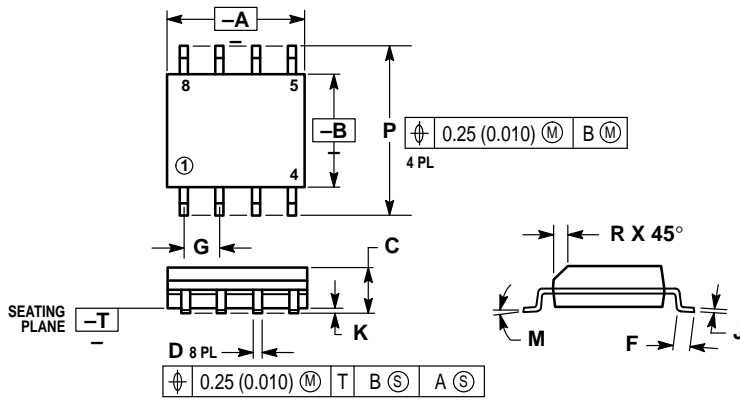 –A–
8 5
–B– P ⌖ 0.25 (0.010) Ⓜ B Ⓜ
4 PL
① 4
G C R X 45°
SEATING
PLANE –T– K M F J
D 8 PL
⌖ 0.25 (0.010) Ⓜ T B Ⓢ A Ⓢ